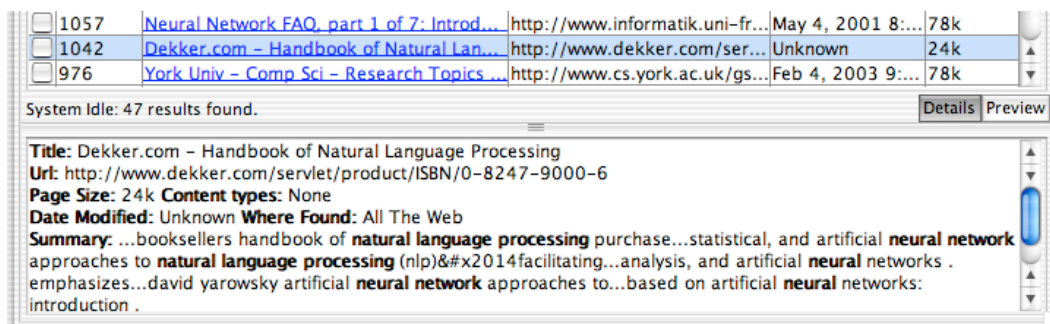 1057 Neural Network FAQ, part 1 of 7: Introd... http://www.informatik.uni-fr... May 4, 2001 8:... 78k
1042 Dekker.com – Handbook of Natural Lan... http://www.dekker.com/ser... Unknown 24k
976 York Univ – Comp Sci – Research Topics ... http://www.cs.york.ac.uk/gs... Feb 4, 2003 9:... 78k
System Idle: 47 results found. Details Preview
Title: Dekker.com – Handbook of Natural Language Processing
Url: http://www.dekker.com/servlet/product/ISBN/0-8247-9000-6
Page Size: 24k Content types: None
Date Modified: Unknown Where Found: All The Web
Summary: ...booksellers handbook of natural language processing purchase...statistical, and artificial neural network
approaches to natural language processing (nlp)&#x2014facilitating...analysis, and artificial neural networks .
emphasizes...david yarowsky artificial neural network approaches to...based on artificial neural networks:
introduction .